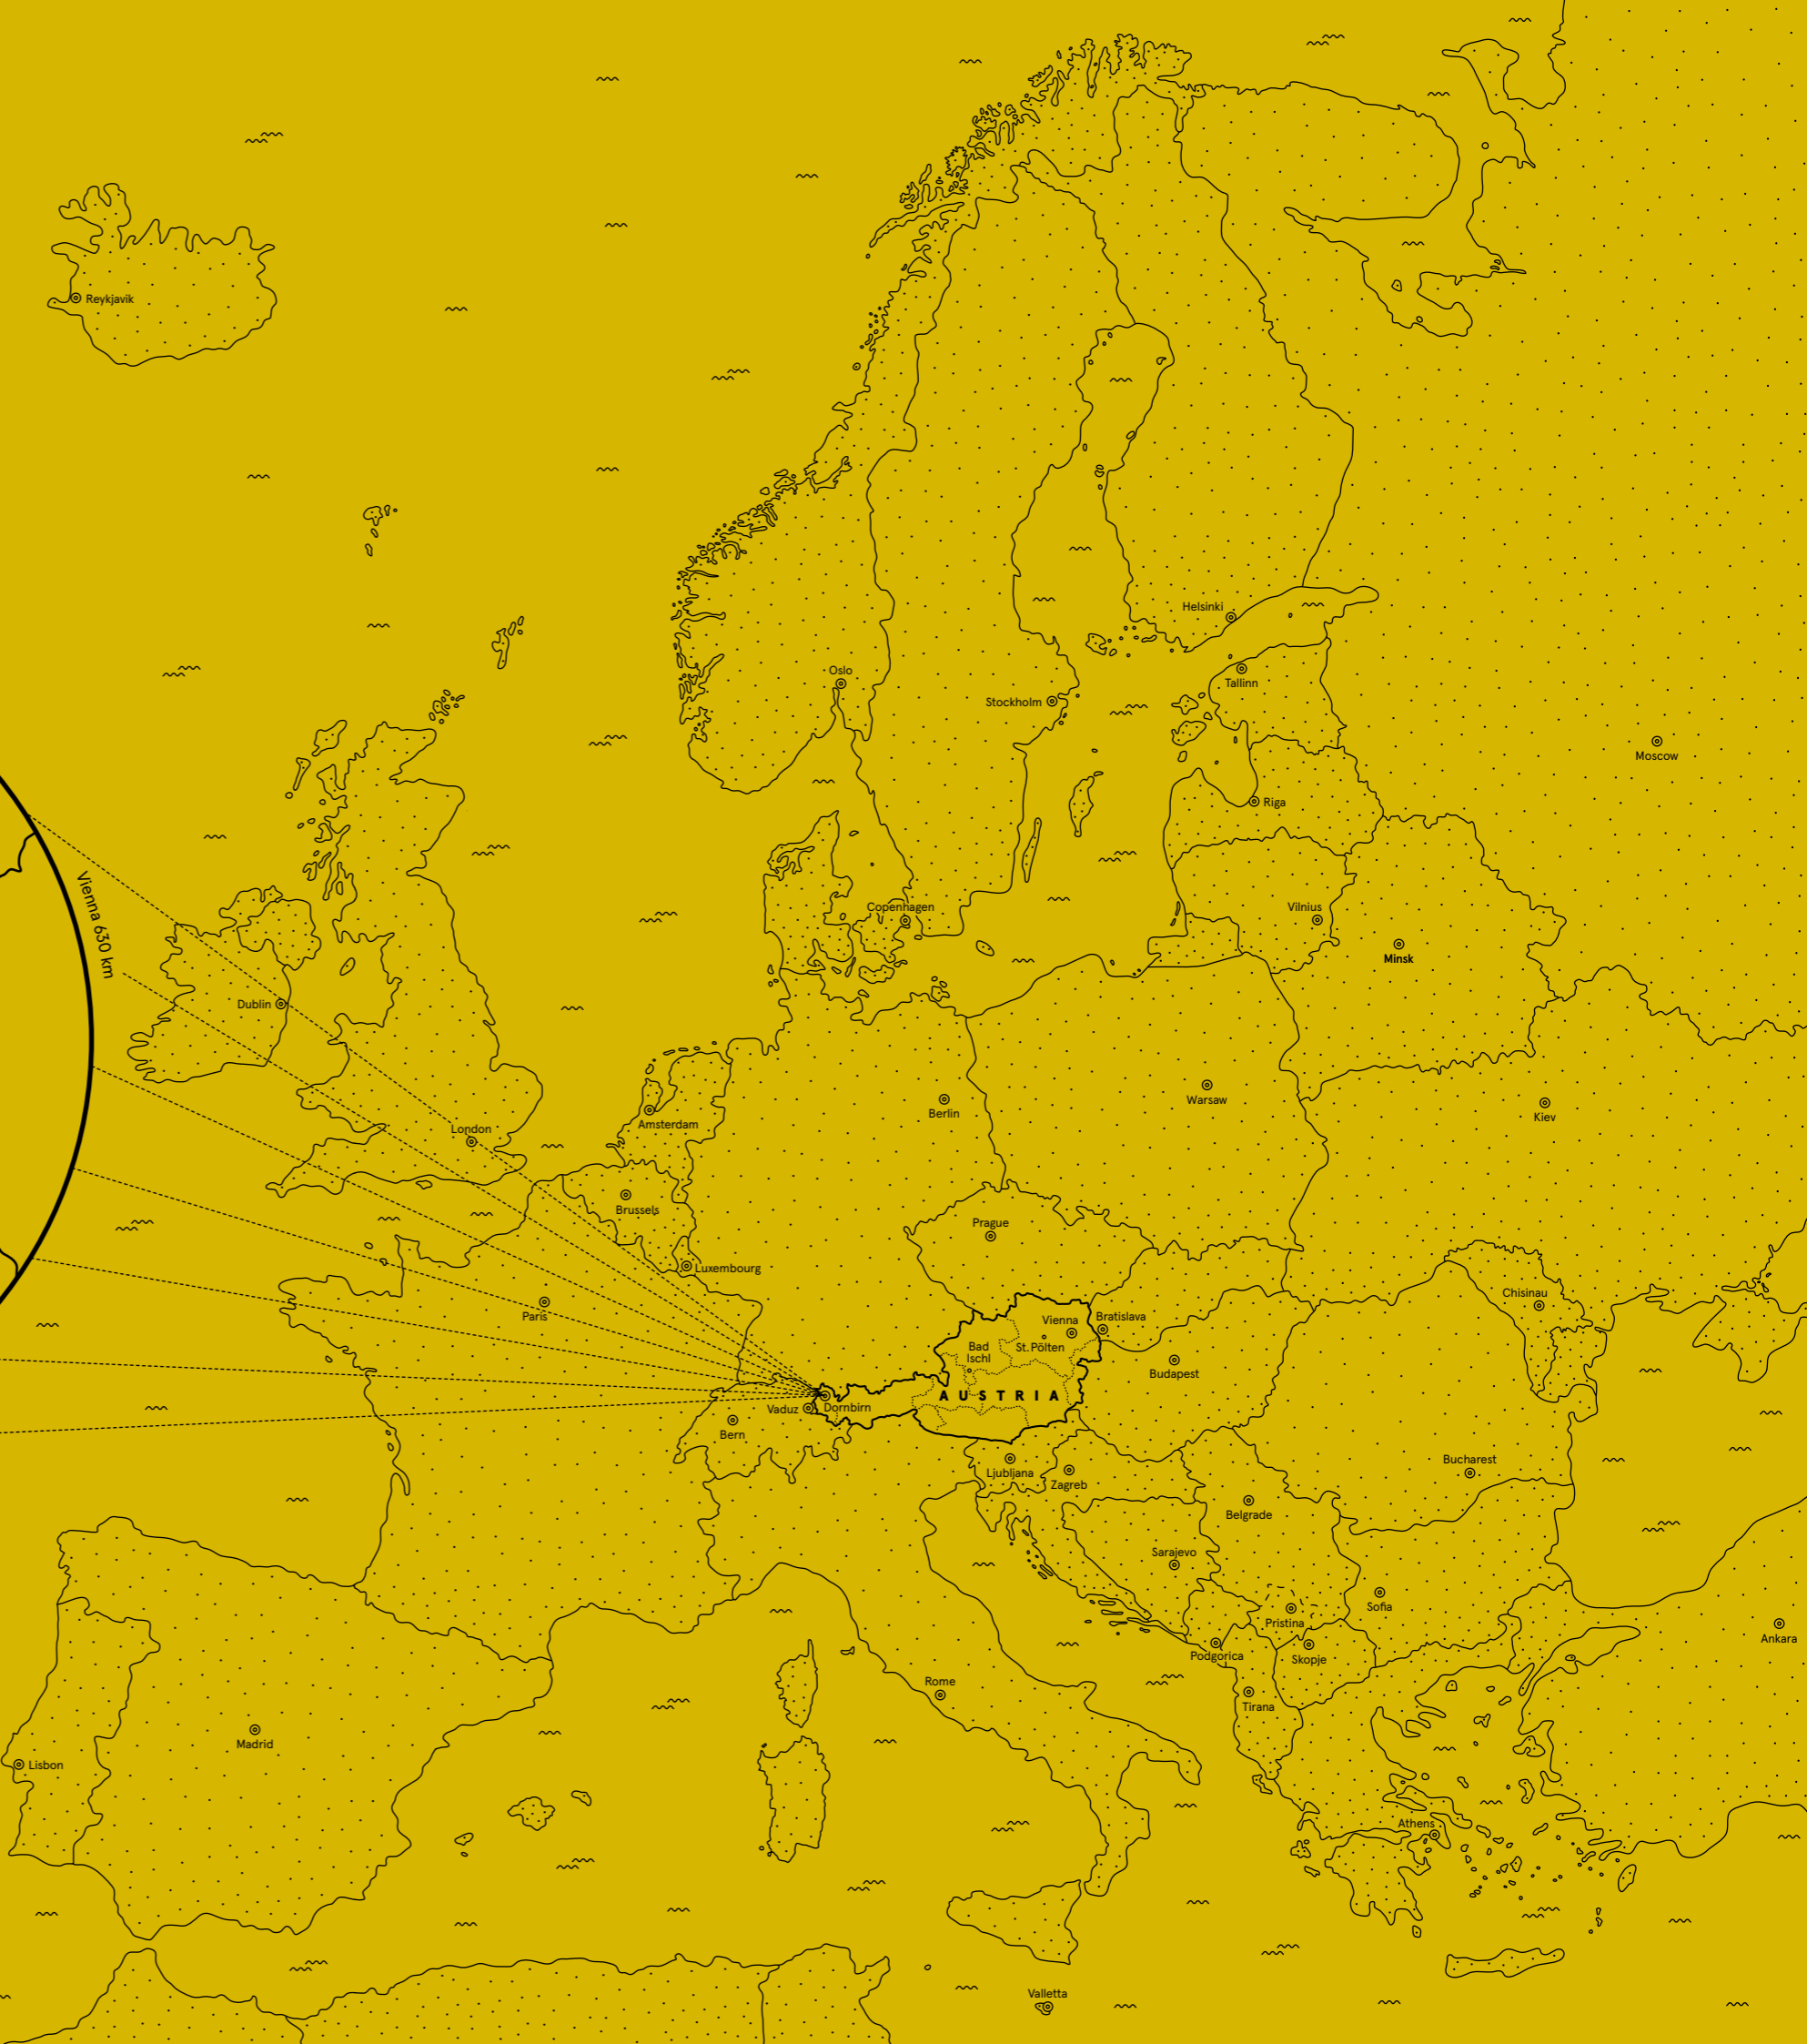 Reykjavik
Helsinki
Oslo
Tallinn
Stockholm
Moscow
Riga
Vienna 630 km
Copenhagen
Vilnius
Minsk
Dublin
Berlin
Warsaw
Kiev
Amsterdam
London
Brussels
Prague
Luxembourg
Chisinau
Paris
Vienna
Bratislava
Bad
Ischl
St. Pölten
Budapest
AUSTRIA
Vaduz
Dornbirn
Bern
Bucharest
Ljubljana
Zagreb
Belgrade
Sarajevo
Sofia
Pristina
Ankara
Podgorica
Skopje
Rome
Tirana
Madrid
Lisbon
Athens
Valletta